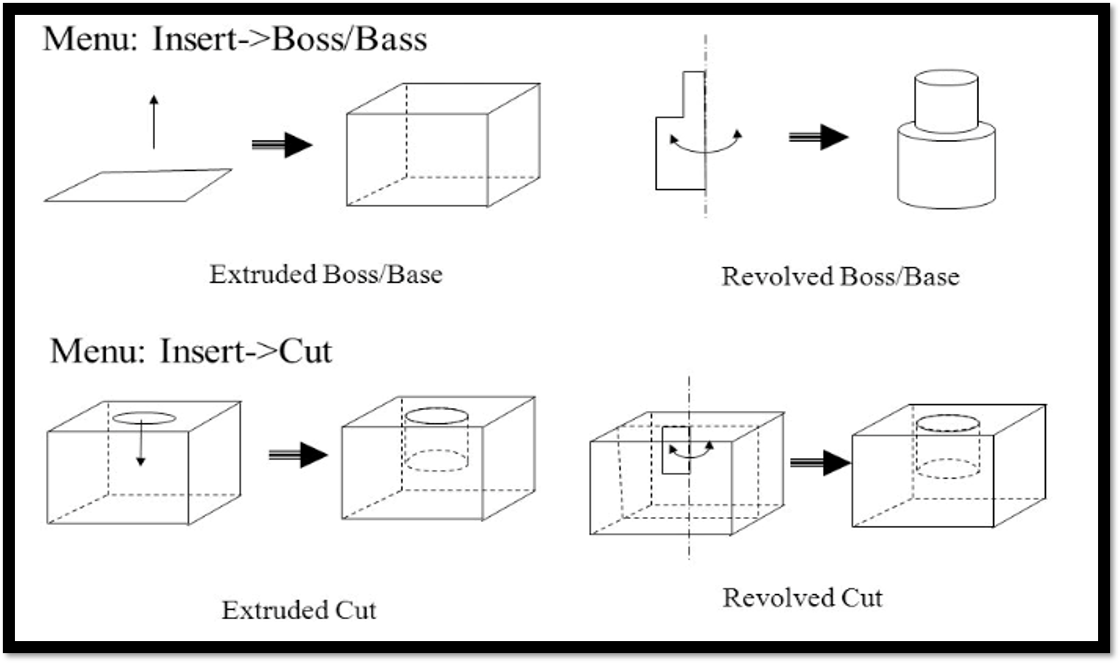 Menu: Insert->Boss/Bass
Extruded Boss/Base
Revolved Boss/Base
Menu: Insert->Cut
Extruded Cut
Revolved Cut